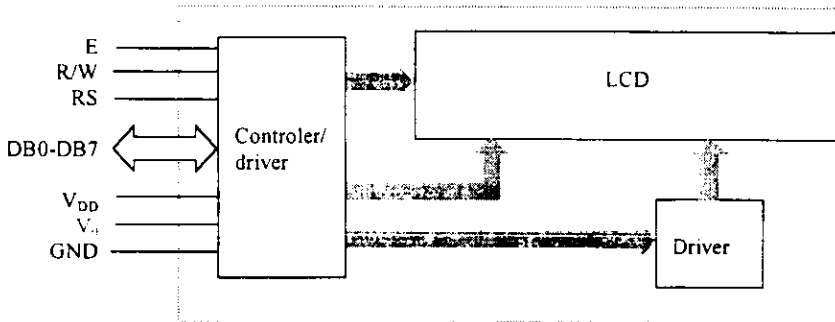 E
R/W
RS
DB0-DB7
V_DD
GND
Controler/
driver
LCD
Driver